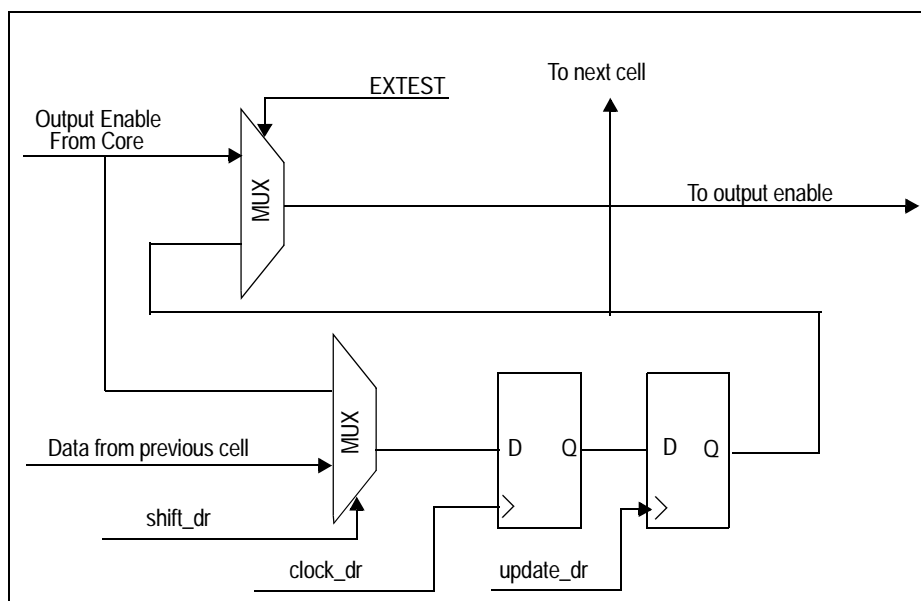 EXTEST
To next cell
Output Enable
From Core
MUX
To output enable
MUX
D Q
D Q
Data from previous cell
shift_dr
clock_dr
update_dr